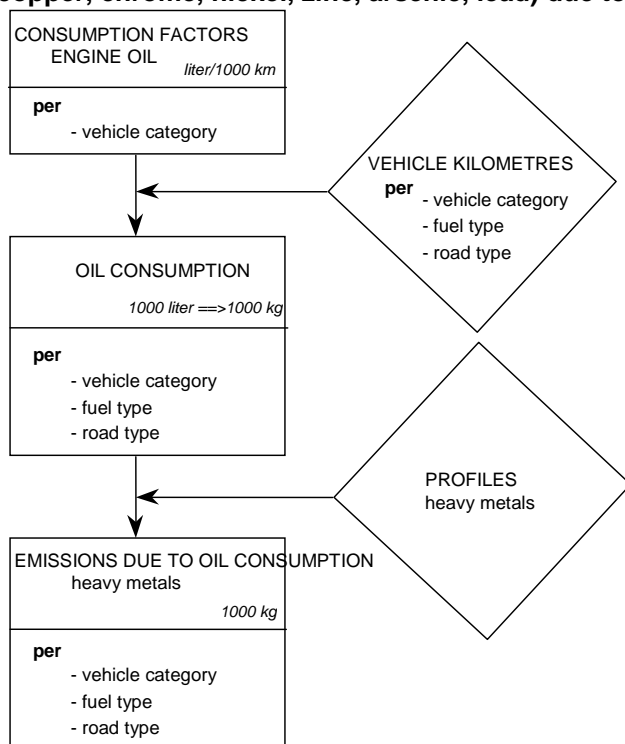 copper, chrome, nickel, zinc, arsenic, lead) due to
CONSUMPTION FACTORS
ENGINE OIL
liter/1000 km
per
- vehicle category
VEHICLE KILOMETRES
per
- vehicle category
- fuel type
- road type
OIL CONSUMPTION
1000 liter ==>1000 kg
per
- vehicle category
- fuel type
- road type
PROFILES
heavy metals
EMISSIONS DUE TO OIL CONSUMPTION
heavy metals
1000 kg
per
- vehicle category
- fuel type
- road type